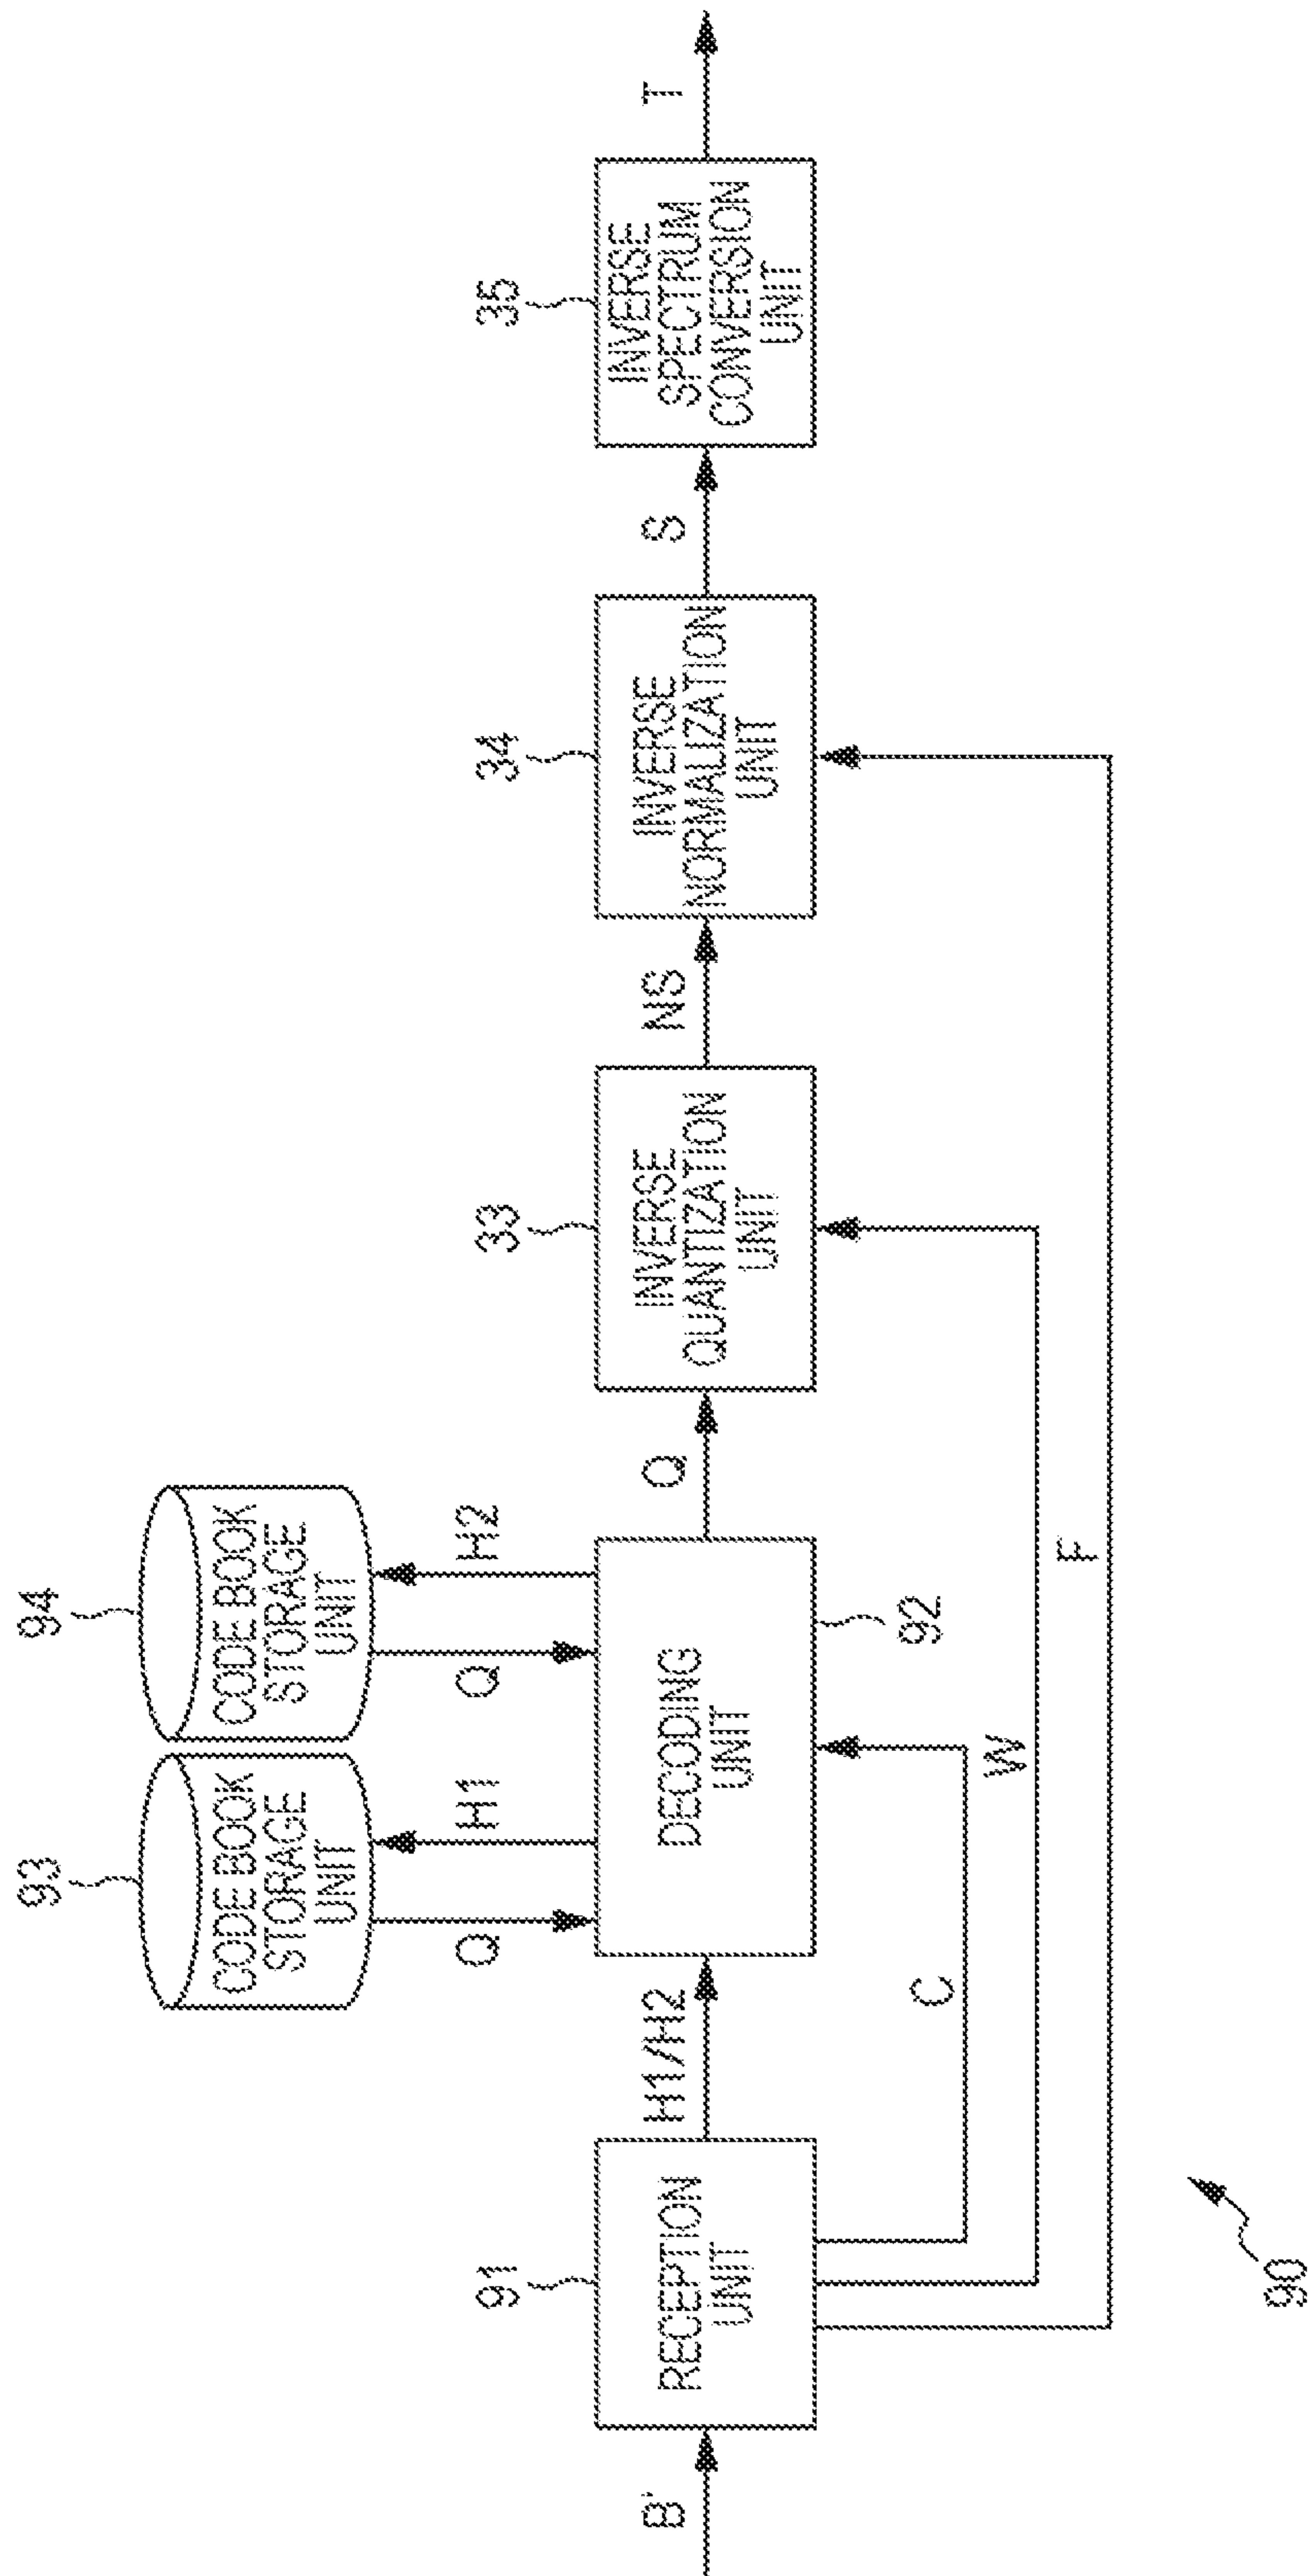 93
94
CODE BOOK
STORAGE
UNIT
CODE BOOK
STORAGE
UNIT
Q
H1
Q
H2
91
33
34
35
B'
RECEPTION
UNIT
H1/H2
DECODING
UNIT
Q
INVERSE
QUANTIZATION
UNIT
NS
INVERSE
NORMALIZATION
UNIT
S
INVERSE
SPECTRUM
CONVERSION
UNIT
T
92
C
W
F
90